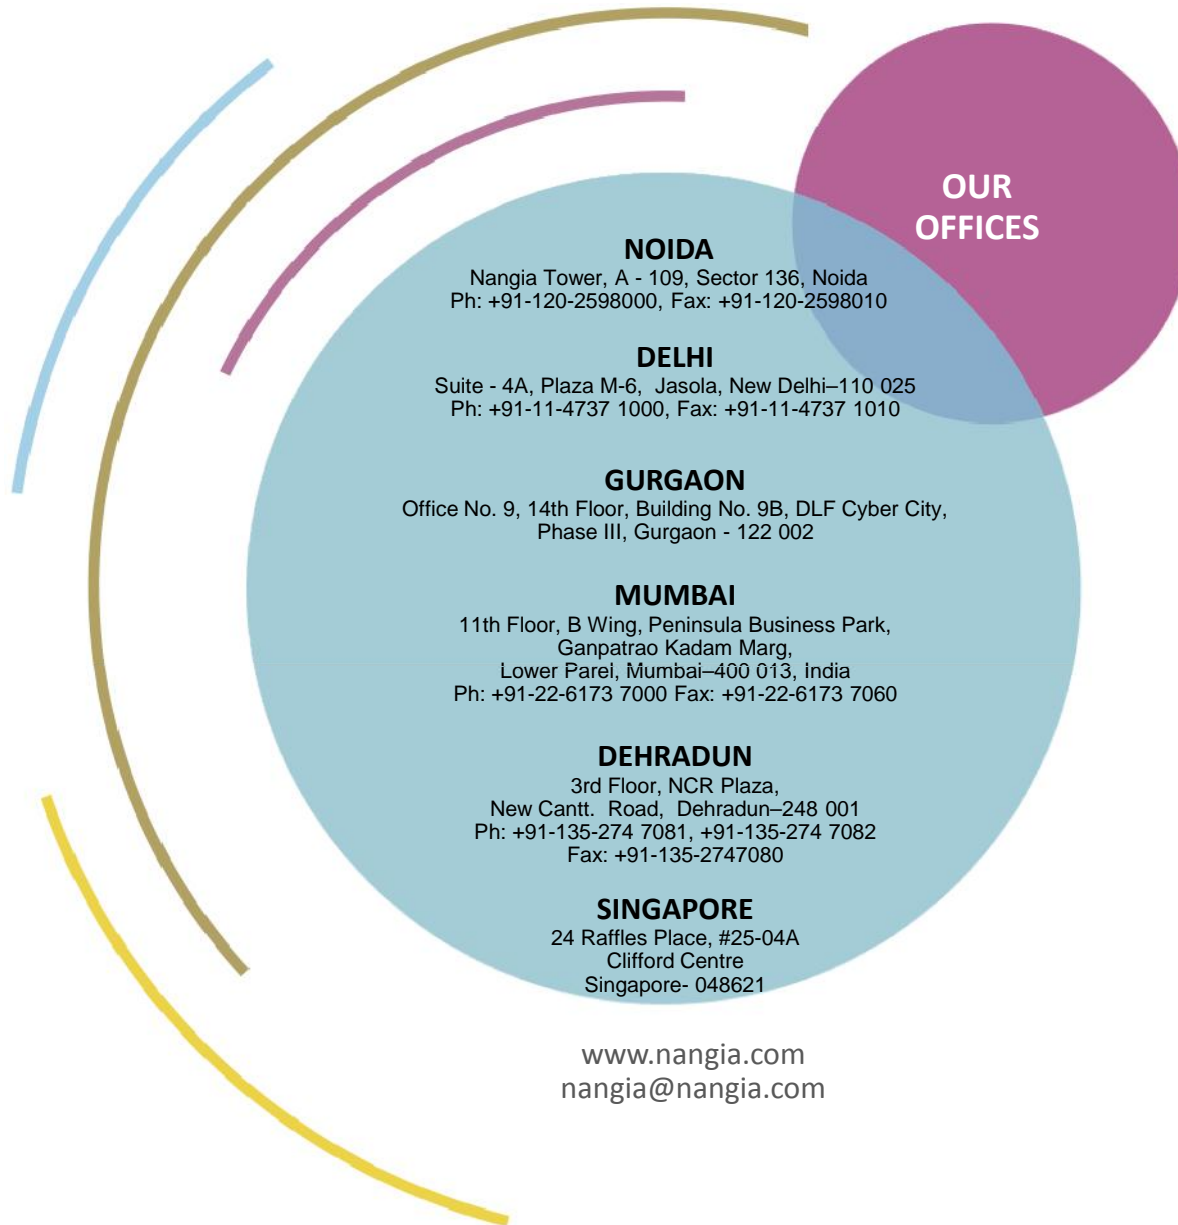 OUR
OFFICES
NOIDA
Nangia Tower, A - 109, Sector 136, Noida
Ph: +91-120-2598000, Fax: +91-120-2598010
DELHI
Suite - 4A, Plaza M-6, Jasola, New Delhi–110 025
Ph: +91-11-4737 1000, Fax: +91-11-4737 1010
GURGAON
Office No. 9, 14th Floor, Building No. 9B, DLF Cyber City,
Phase III, Gurgaon - 122 002
MUMBAI
11th Floor, B Wing, Peninsula Business Park,
Ganpatrao Kadam Marg,
Lower Parel, Mumbai–400 013, India
Ph: +91-22-6173 7000 Fax: +91-22-6173 7060
DEHRADUN
3rd Floor, NCR Plaza,
New Cantt. Road, Dehradun–248 001
Ph: +91-135-274 7081, +91-135-274 7082
Fax: +91-135-2747080
SINGAPORE
24 Raffles Place, #25-04A
Clifford Centre
Singapore- 048621
www.nangia.com
nangia@nangia.com